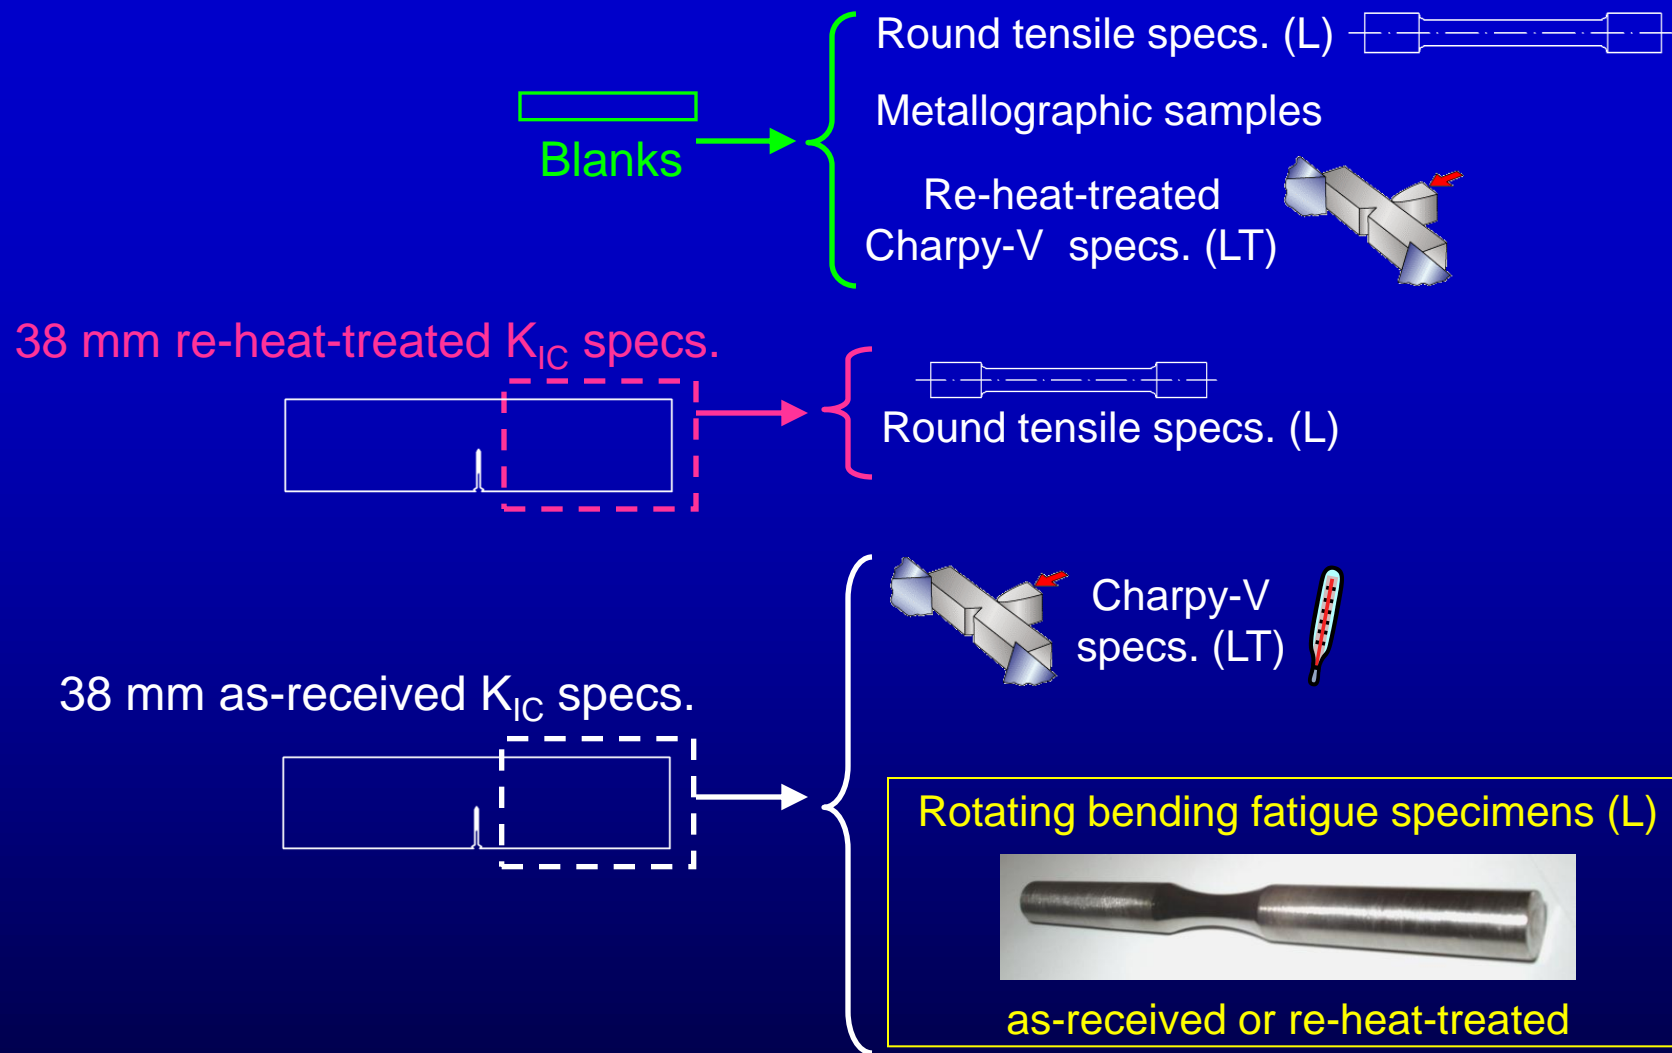 Round tensile specs. (L)
Metallographic samples
Blanks
Re-heat-treated
Charpy-V specs. (LT)
38 mm re-heat-treated K_IC specs.
Round tensile specs. (L)
Charpy-V
specs. (LT)
38 mm as-received K_IC specs.
Rotating bending fatigue specimens (L)
as-received or re-heat-treated